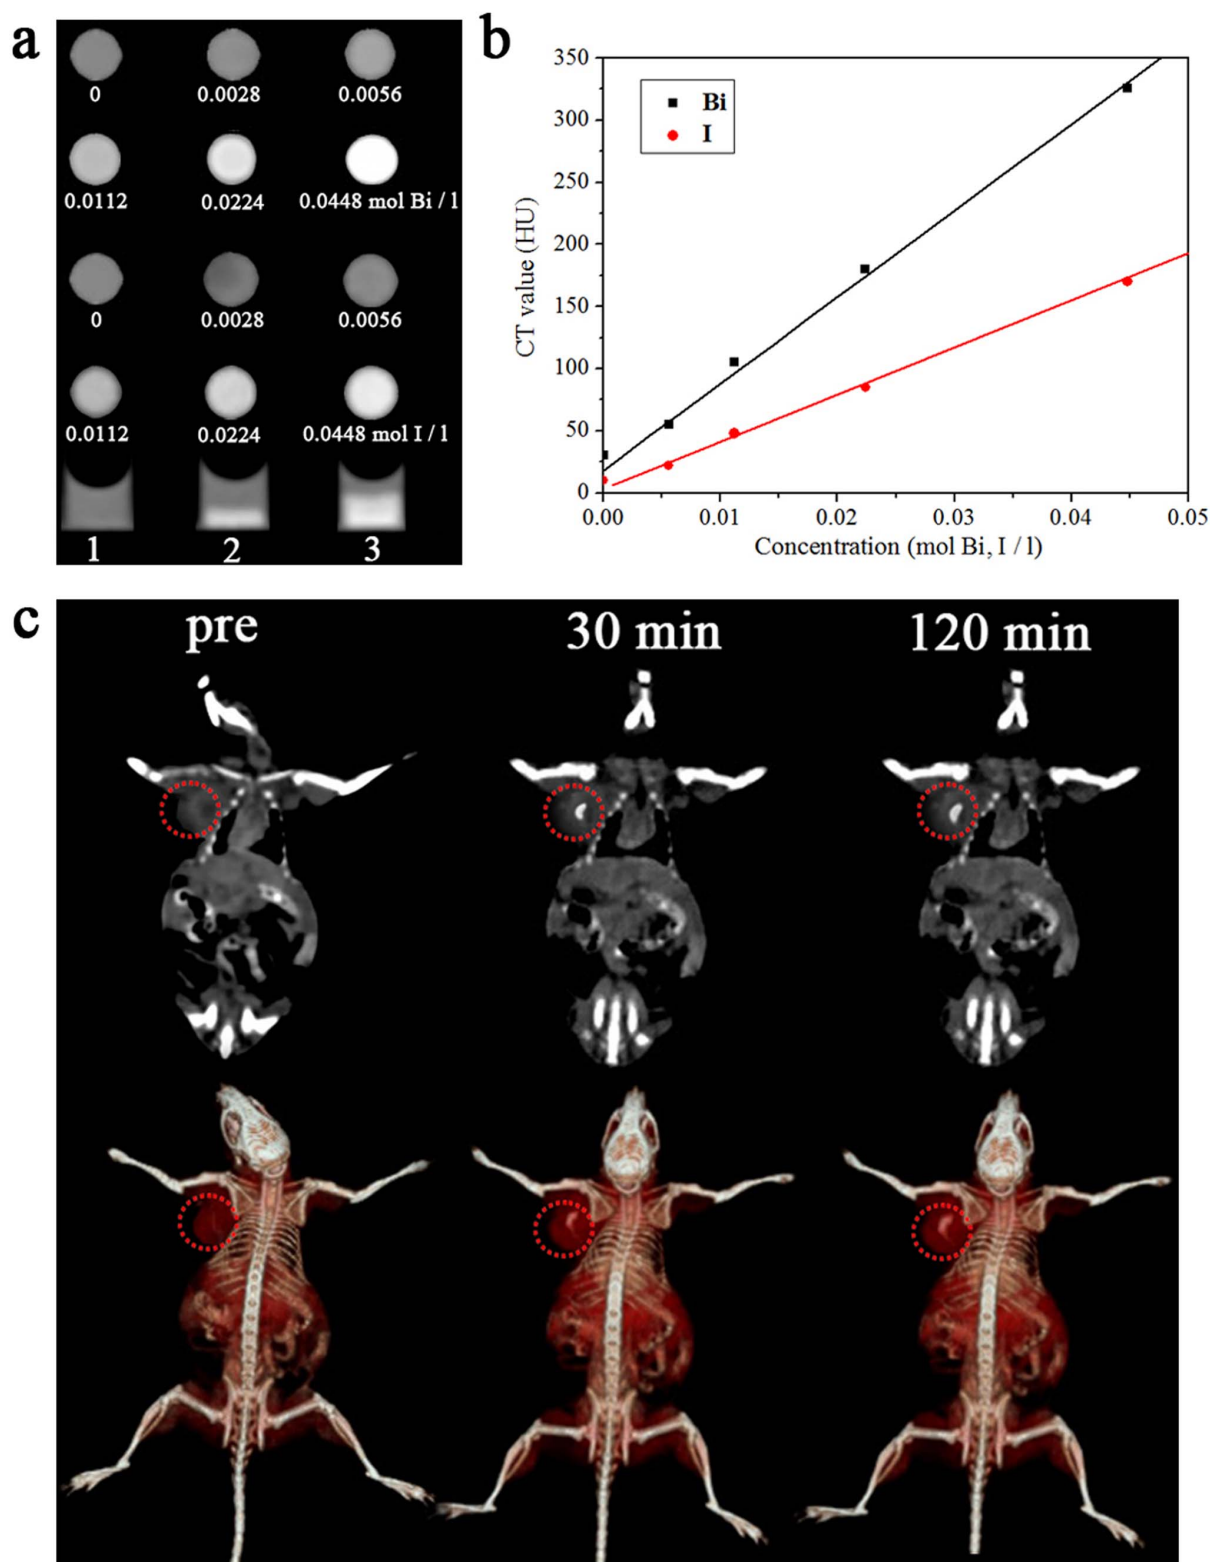 a
0 0.0028 0.0056
0.0112 0.0224 0.0448 mol Bi / l
0 0.0028 0.0056
0.0112 0.0224 0.0448 mol I / l
1 2 3
b
350
300
250
200
150
100
50
0
CT value (HU)
Bi
I
0.00 0.01 0.02 0.03 0.04 0.05
Concentration (mol Bi, I / l)
c
pre 30 min 120 min